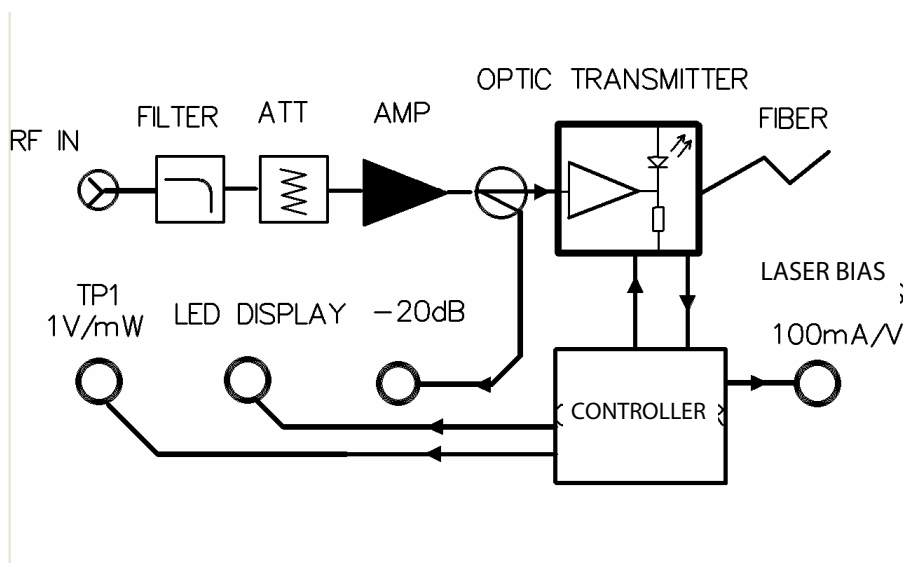 OPTIC TRANSMITTER
FILTER
ATT
AMP
FIBER
RF IN
LASER BIAS
TP1
1V/mW
LED DISPLAY
-20dB
100mA/V
CONTROLLER